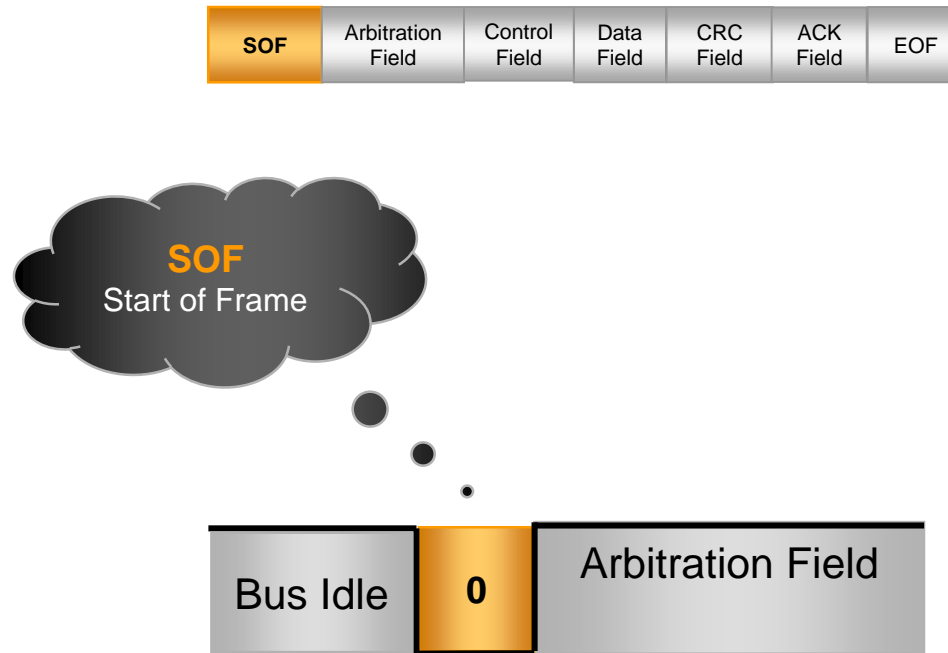 SOF
Arbitration
Field
Control
Field
Data
Field
CRC
Field
ACK
Field
EOF
SOF
Start of Frame
Bus Idle
0
Arbitration Field